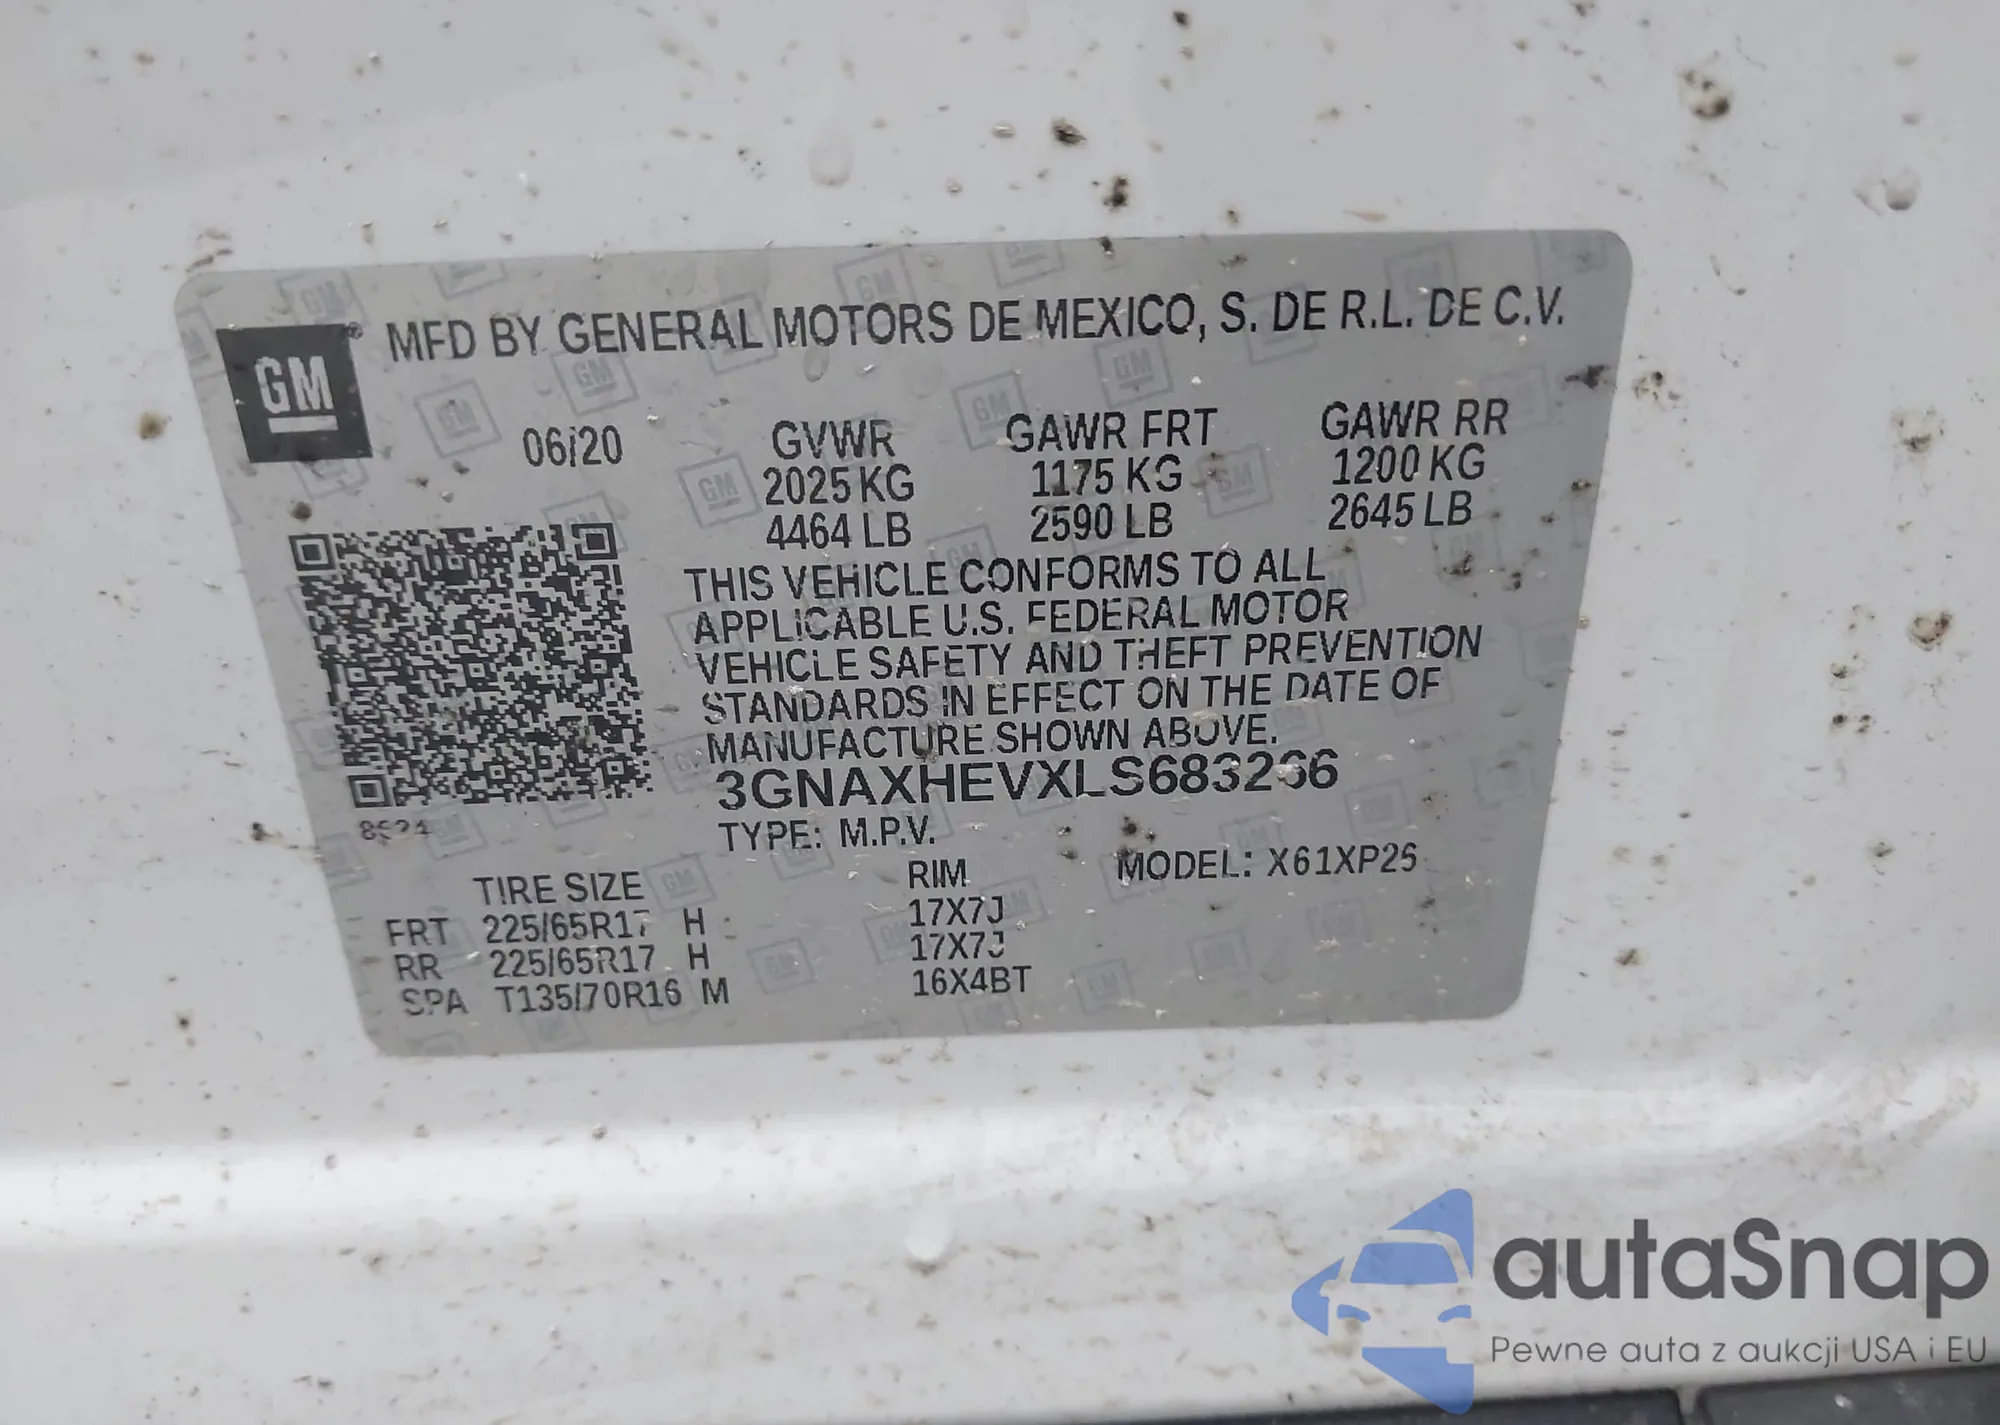 GM
MFD BY GENERAL MOTORS DE MEXICO, S. DE R.L. DE C.V.
06/20 GVWR GAWR FRT GAWR RR
2025 KG 1175 KG 1200 KG
4464 LB 2590 LB 2645 LB
THIS VEHICLE CONFORMS TO ALL
APPLICABLE U.S. FEDERAL MOTOR
VEHICLE SAFETY AND THEFT PREVENTION
STANDARDS IN EFFECT ON THE DATE OF
MANUFACTURE SHOWN ABOVE.
3GNAXHEVXLS683266
TYPE: M.P.V.
MODEL: X61XP26
TIRE SIZE RIM
FRT 225/65R17 H 17X7J
RR 225/65R17 H 17X7J
SPA T135/70R16 M 16X4BT
autaSnap
Pewne auta z aukcji USA i EU